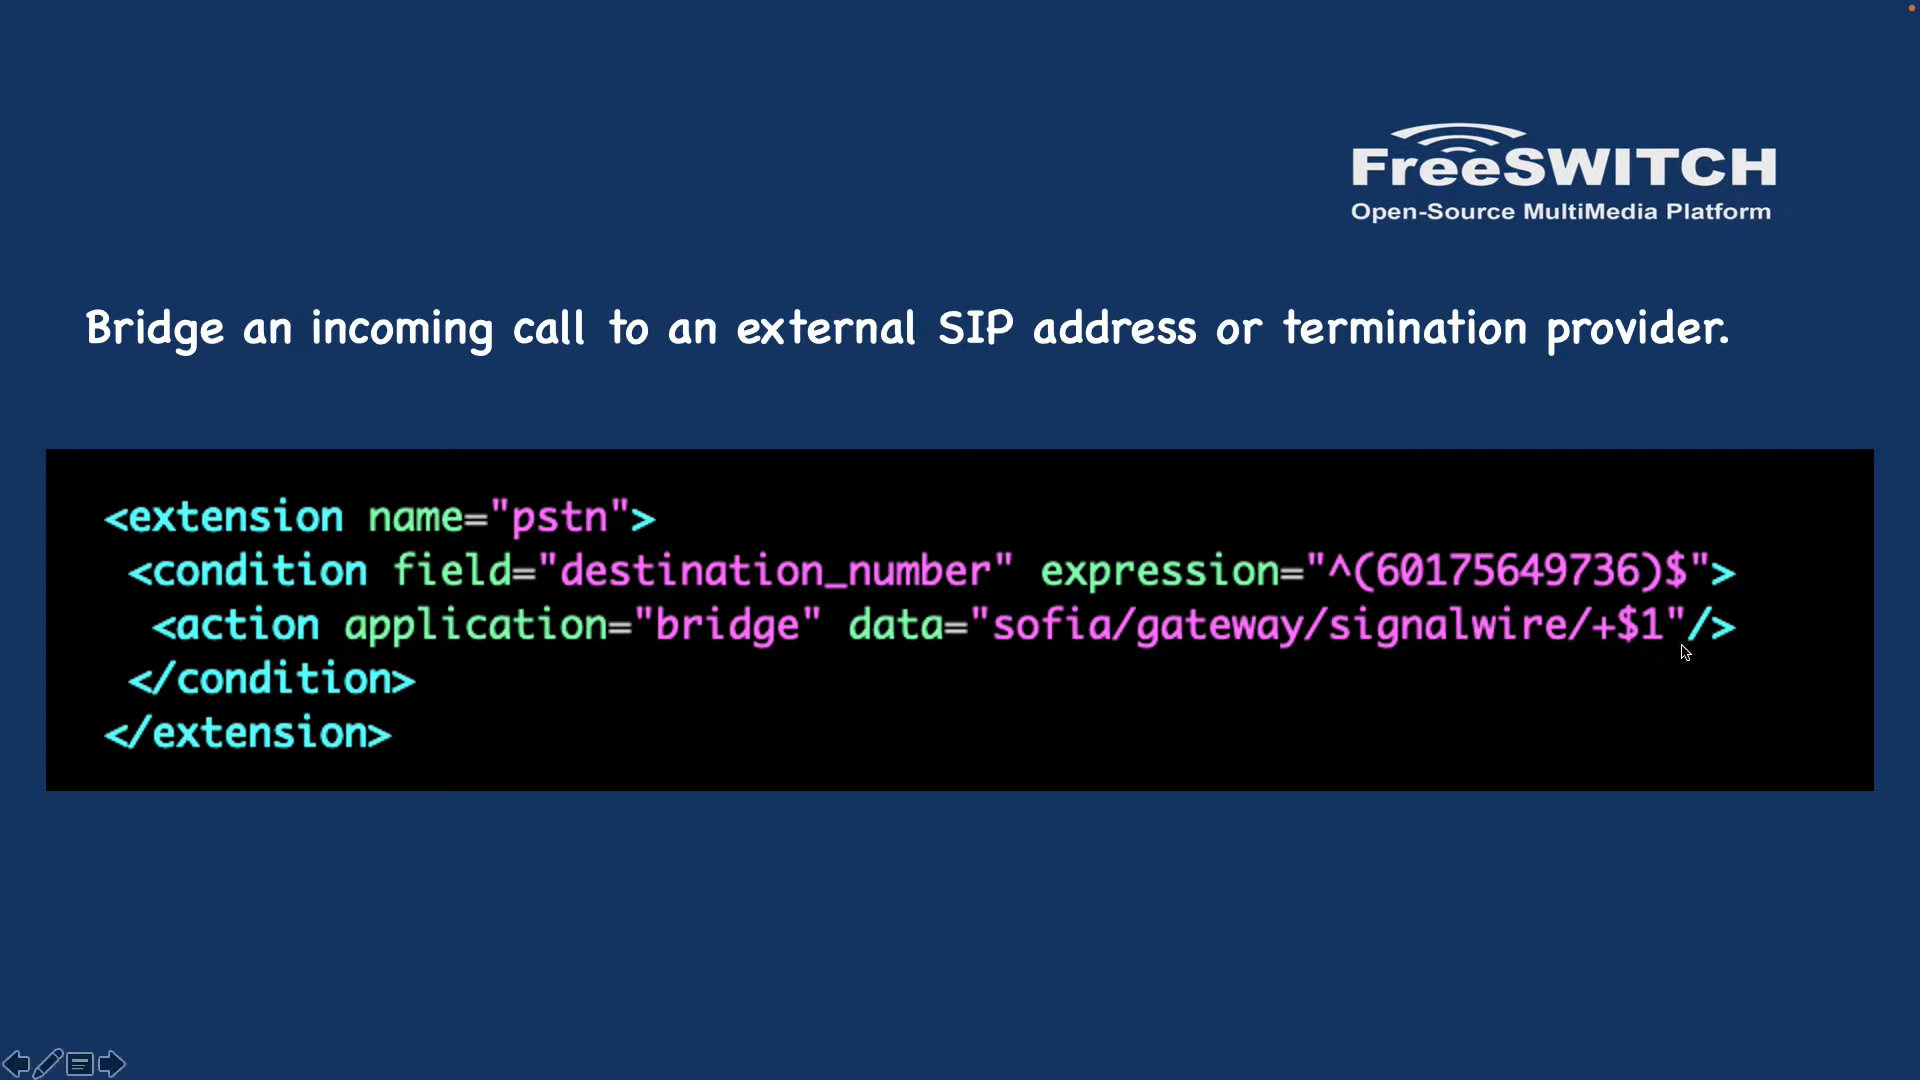 FreeSWITCH
Open-Source MultiMedia Platform
Bridge an incoming call to an external SIP address or termination provider.
<extension name="pstn">
<condition field="destination_number" expression="^(60175649736)$">
<action application="bridge" data="sofia/gateway/signalwire/+$1"/>
</condition>
</extension>